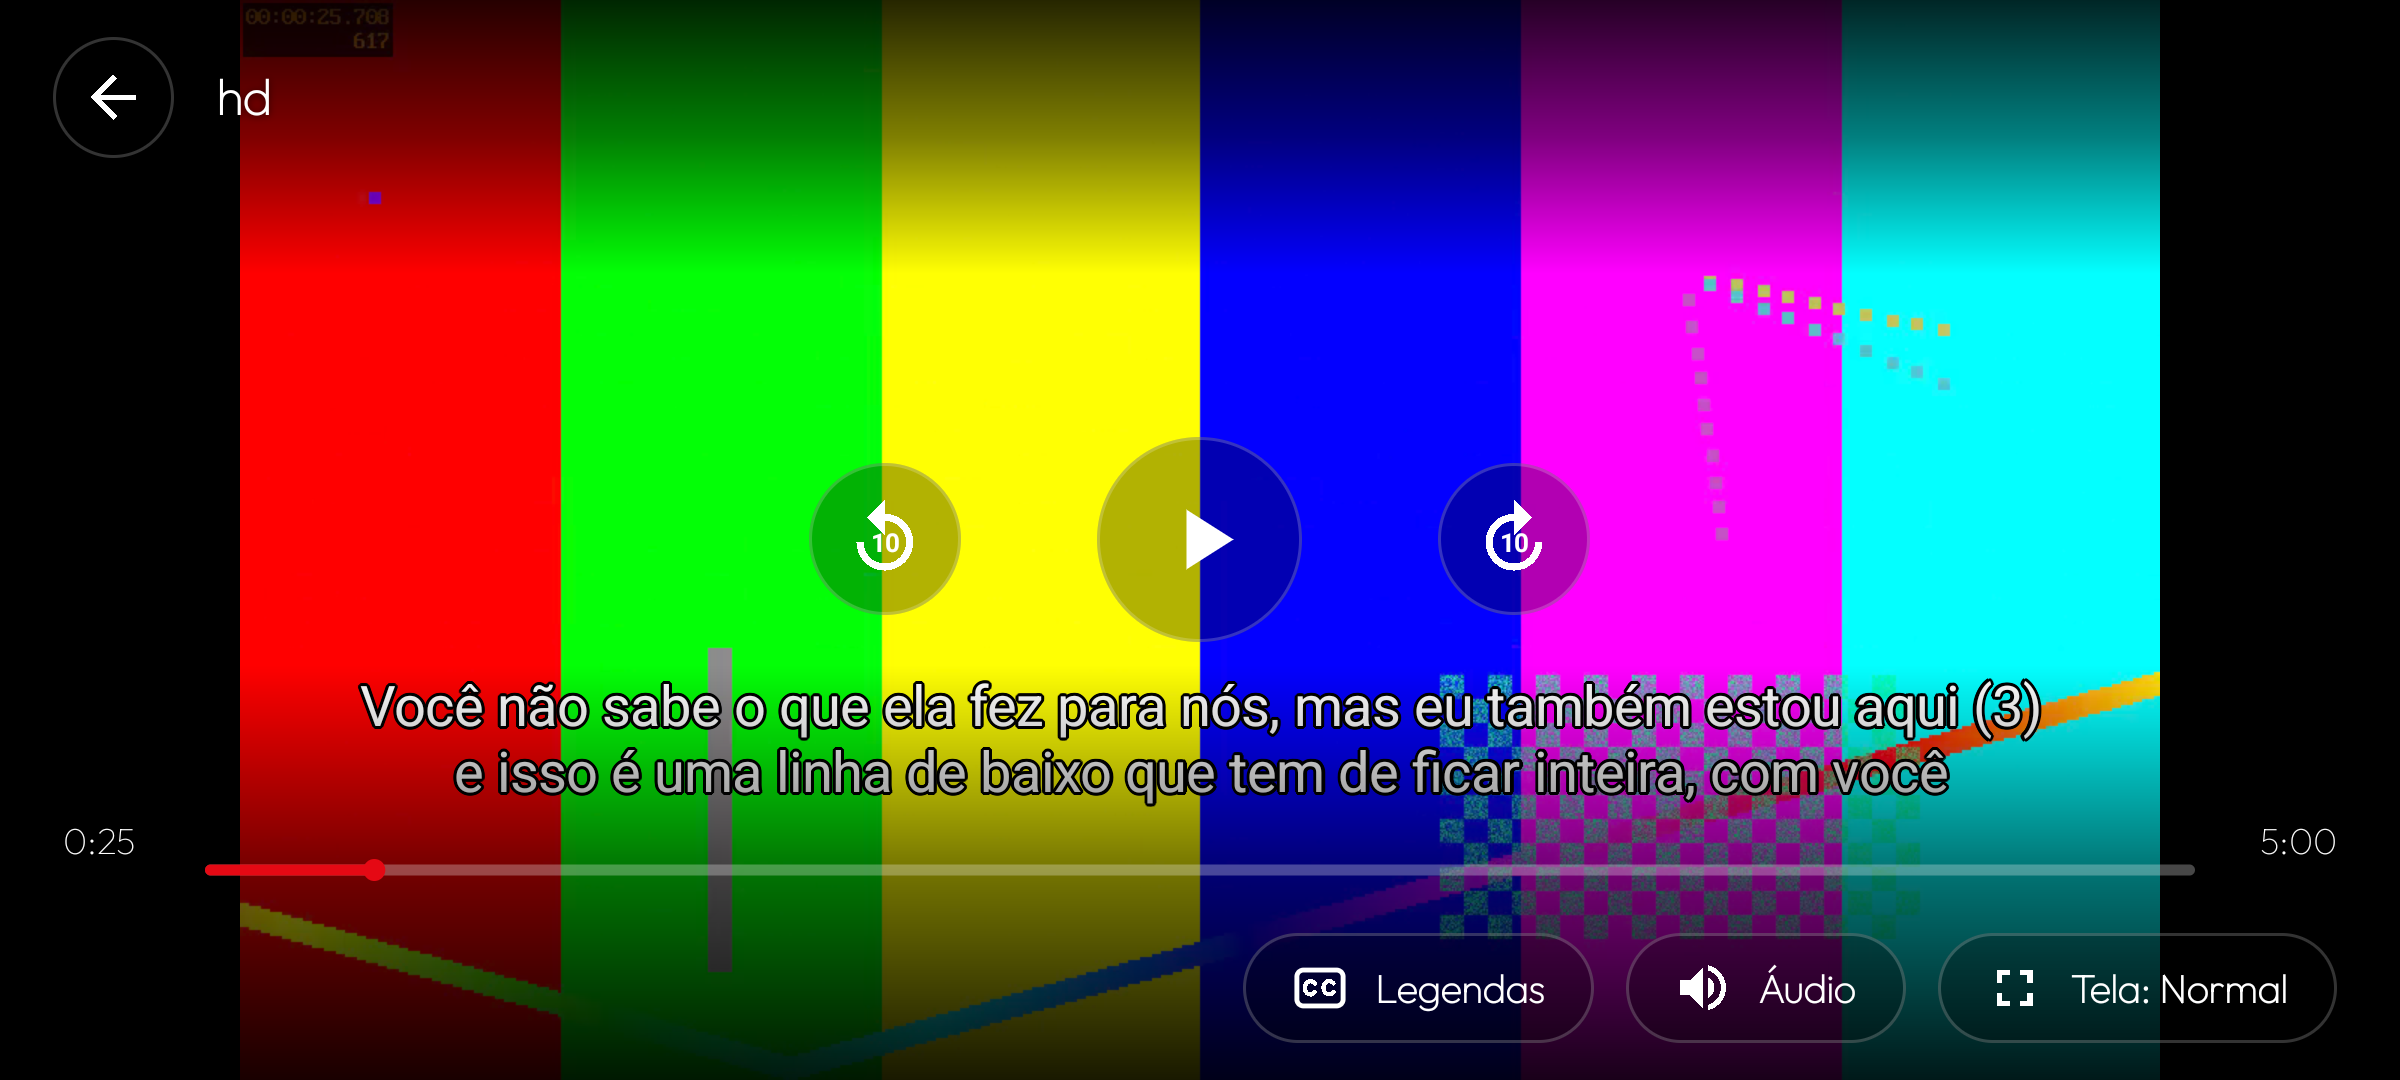 00:00:25.708
617
hd
10
10
Você não sabe o que ela fez para nós, mas eu também estou aqui (3)
e isso é uma linha de baixo que tem de ficar inteira, com você
0:25
5:00
CC
Legendas
Áudio
Tela: Normal